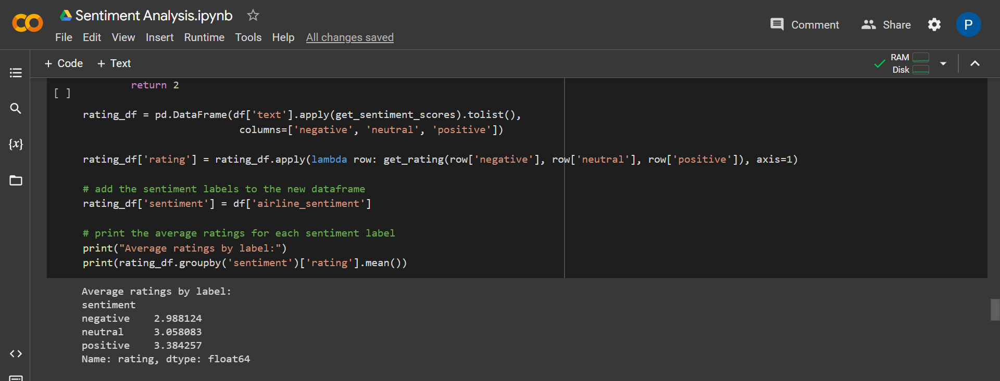 Sentiment Analysis.ipynb
File Edit View Insert Runtime Tools Help All changes saved
Comment Share P
+ Code + Text
RAM
Disk
return 2
[ ]
rating_df = pd.DataFrame(df['text'].apply(get_sentiment_scores).tolist(),
columns=['negative', 'neutral', 'positive'])
rating_df['rating'] = rating_df.apply(lambda row: get_rating(row['negative'], row['neutral'], row['positive']), axis=1)
# add the sentiment labels to the new dataframe
rating_df['sentiment'] = df['airline_sentiment']
# print the average ratings for each sentiment label
print("Average ratings by label:")
print(rating_df.groupby('sentiment')['rating'].mean())
Average ratings by label:
sentiment
negative 2.988124
neutral 3.058083
positive 3.384257
Name: rating, dtype: float64